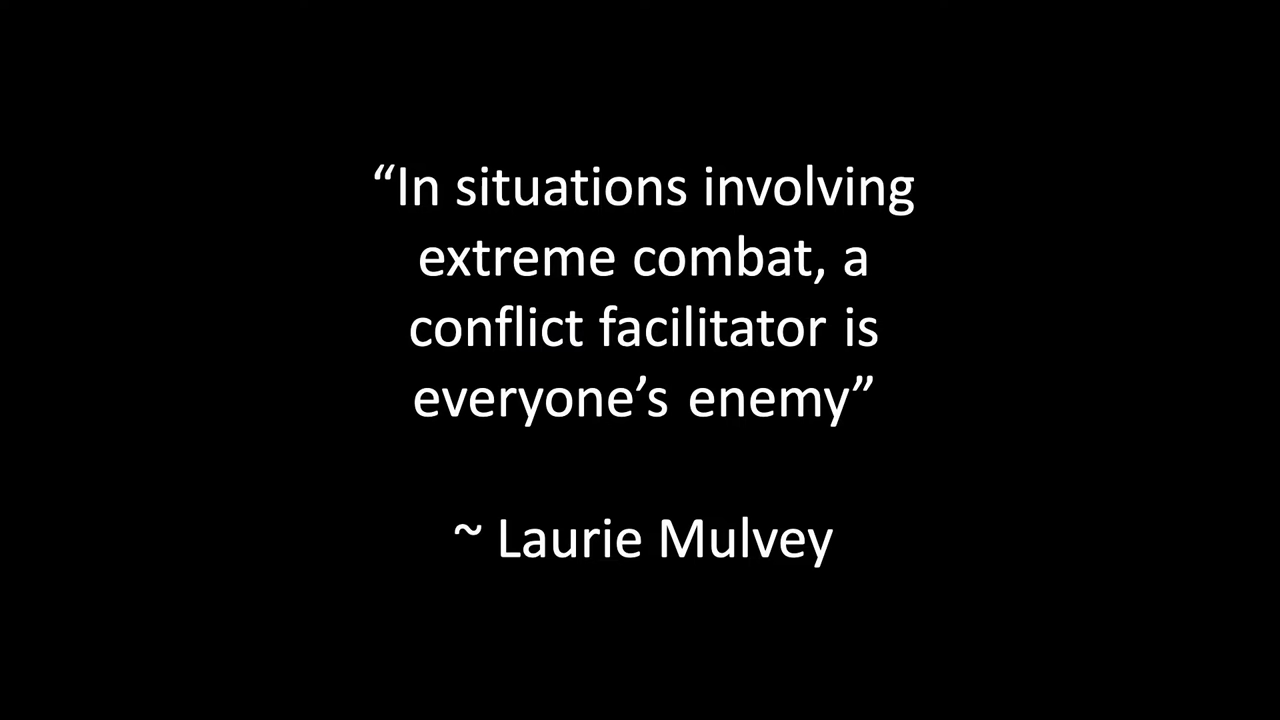 “In situations involving
extreme combat, a
conflict facilitator is
everyone’s enemy”
~ Laurie Mulvey